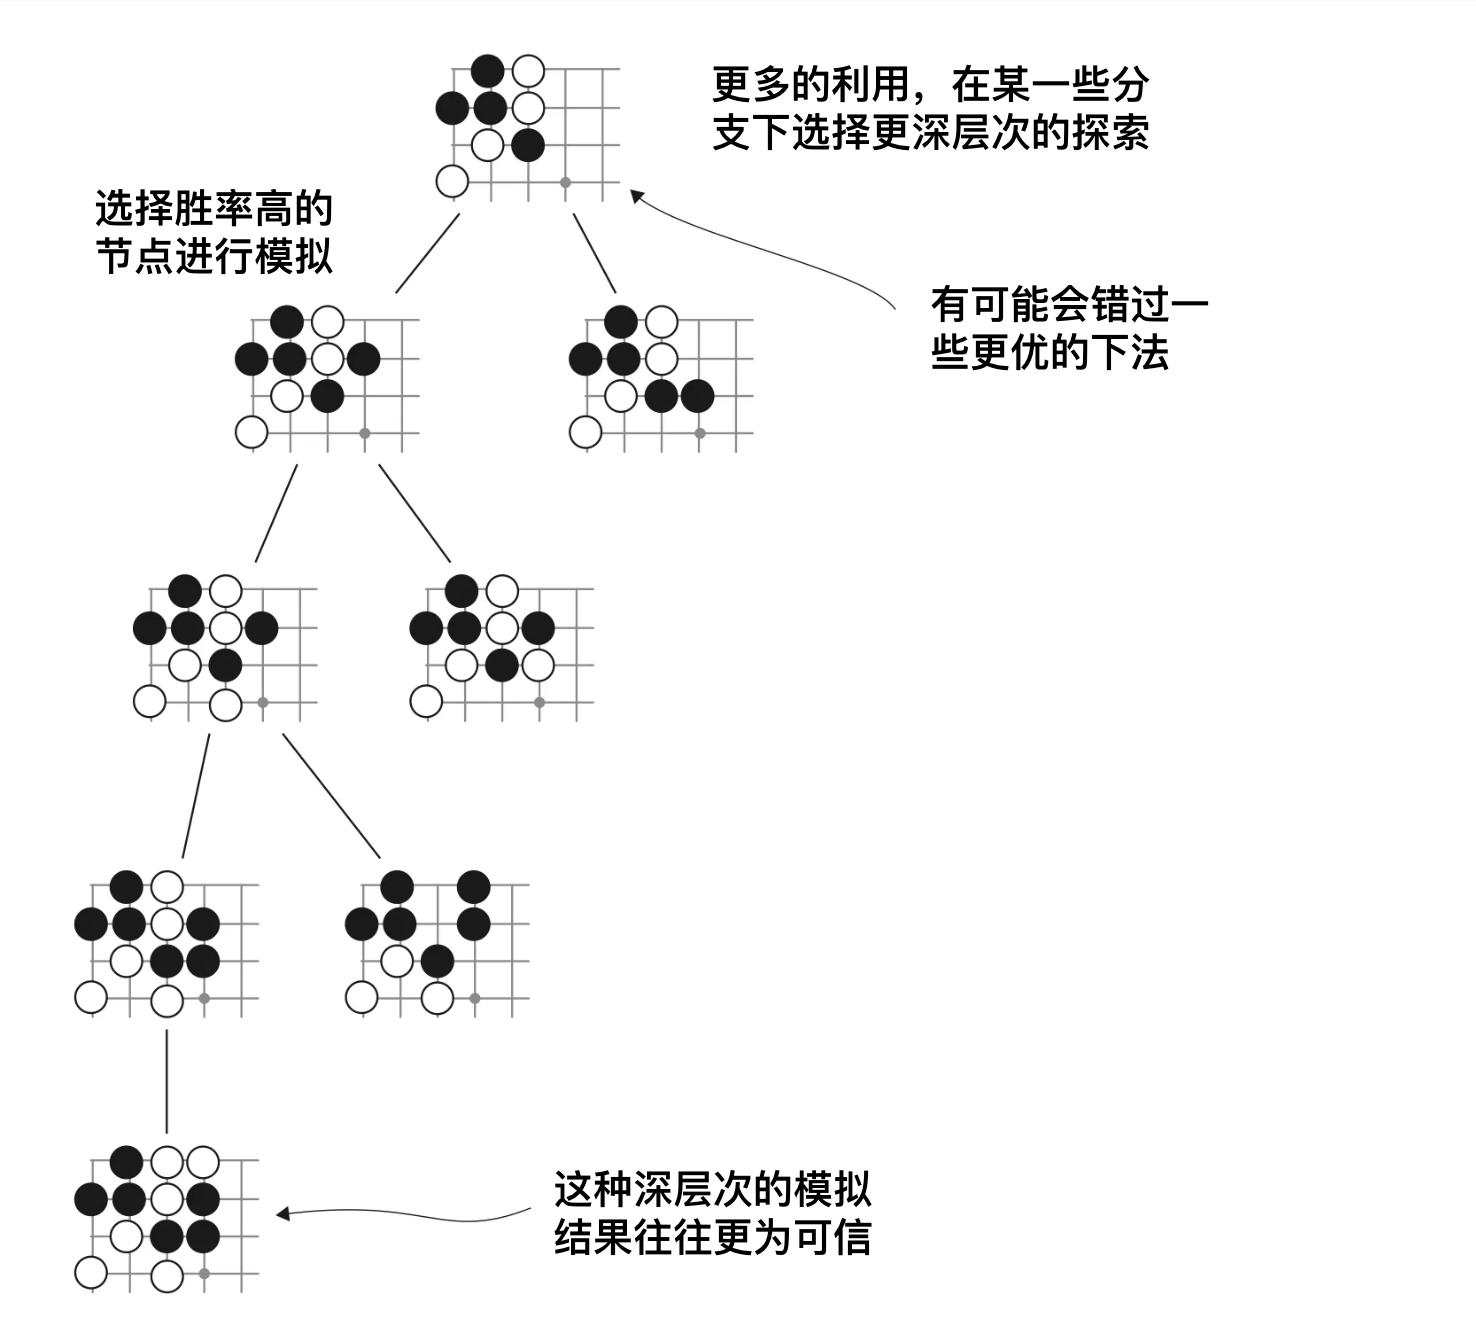 更多的利用，在某一些分
支下选择更深层次的探索
选择胜率高的
节点进行模拟
有可能会错过一
些更优的下法
这种深层次的模拟
结果往往更为可信